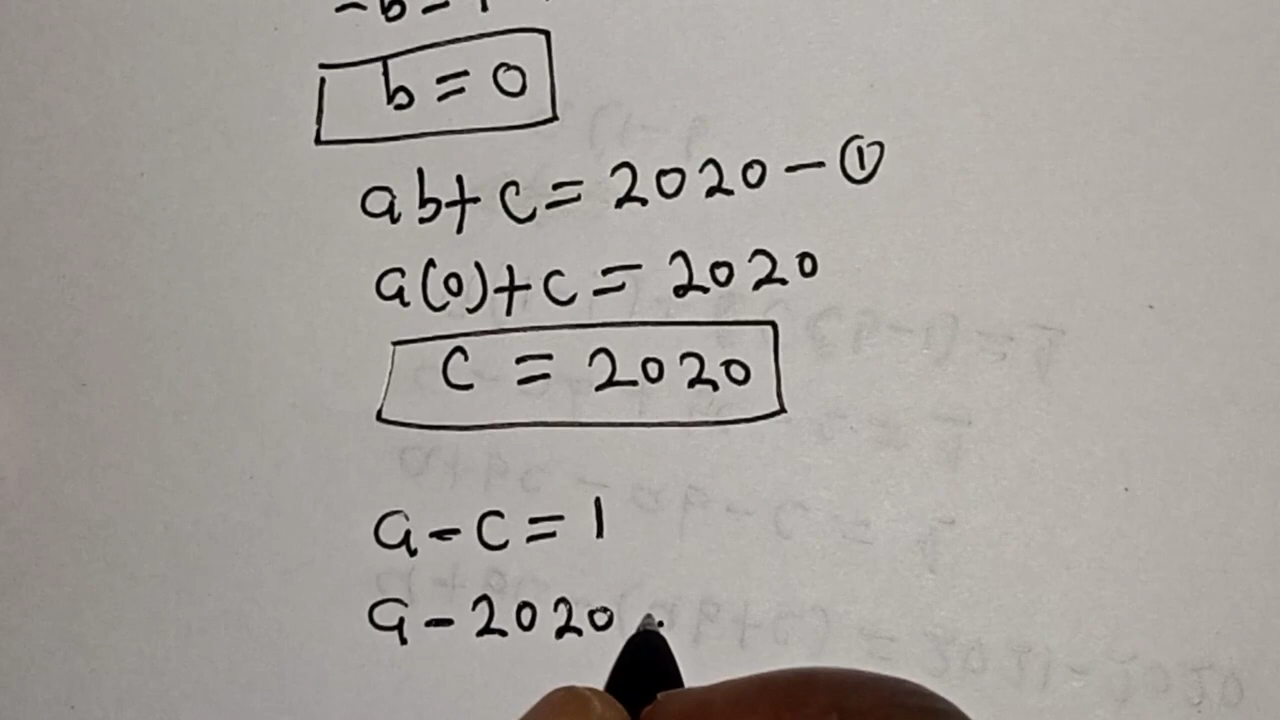 b = 0
ab + c = 2020 - ①
a(0) + c = 2020
c = 2020
a - c = 1
a - 2020